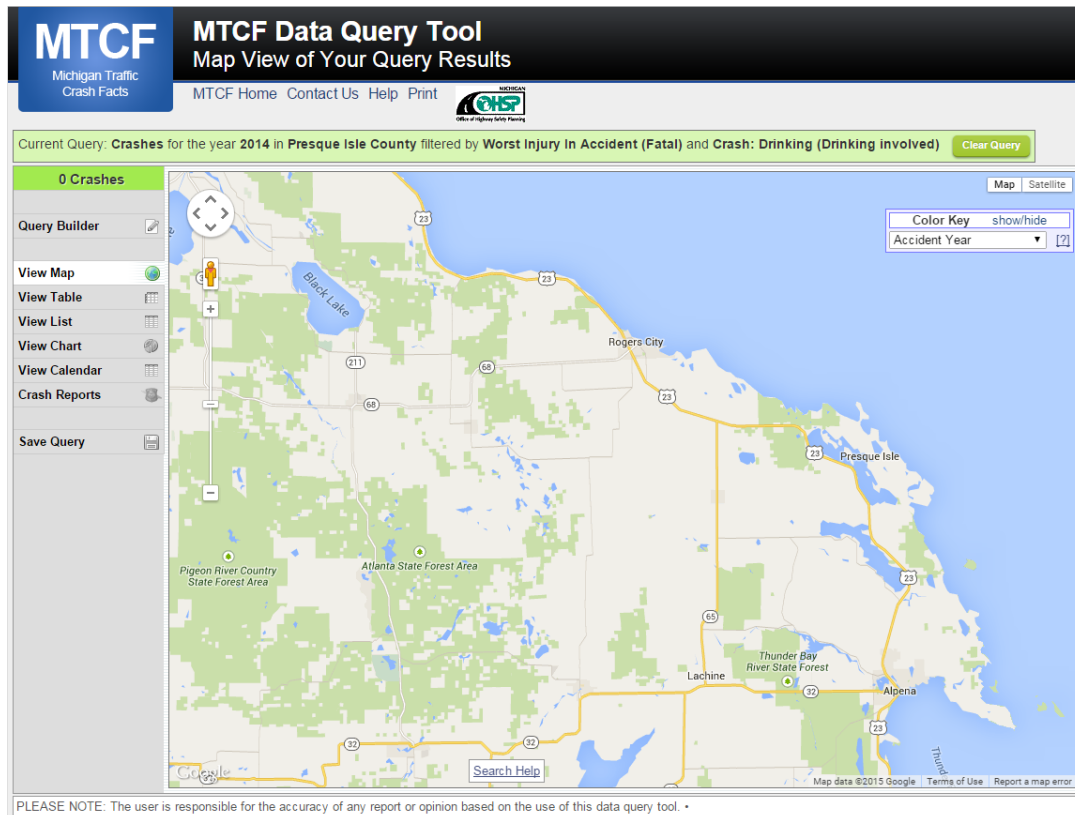 MTCF
Michigan Traffic
Crash Facts
MTCF Data Query Tool
Map View of Your Query Results
MTCF Home Contact Us Help Print
MICHIGAN
OHSP
Office of Highway Safety Planning
Current Query: Crashes for the year 2014 in Presque Isle County filtered by Worst Injury In Accident (Fatal) and Crash: Drinking (Drinking involved)
Clear Query
0 Crashes
Query Builder
View Map
View Table
View List
View Chart
View Calendar
Crash Reports
Save Query
Map Satellite
Color Key show/hide
Accident Year
[?]
23
Black Lake
23
Rogers City
211
68
68
23
23
Presque Isle
Pigeon River Country
State Forest Area
Atlanta State Forest Area
23
65
Thunder Bay
River State Forest
Lachine
32
Alpena
23
32
32
Thund
Google
Search Help
Map data ©2015 Google Terms of Use Report a map error
PLEASE NOTE: The user is responsible for the accuracy of any report or opinion based on the use of this data query tool. •